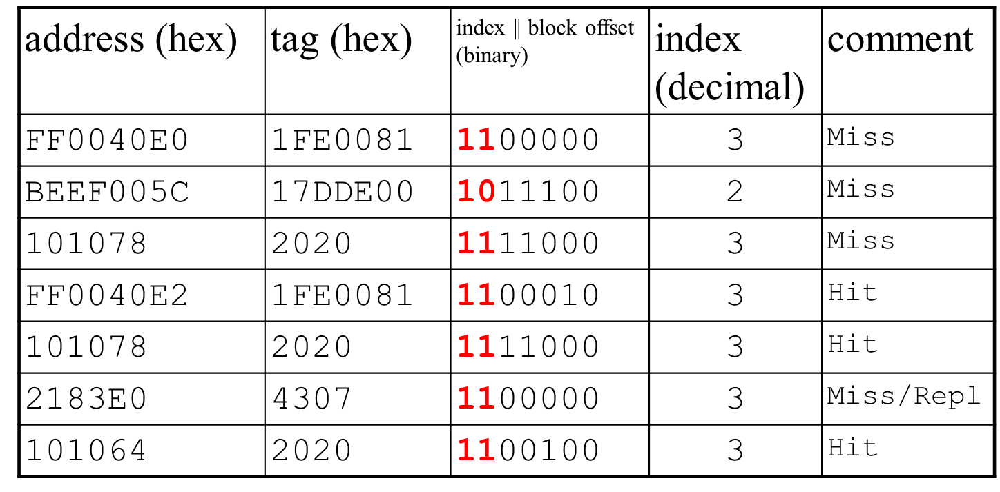 address (hex) tag (hex) index || block offset (binary) index (decimal) comment
FF0040E0 1FE0081 1100000 3 Miss
BEEF005C 17DDE00 1011100 2 Miss
101078 2020 1111000 3 Miss
FF0040E2 1FE0081 1100010 3 Hit
101078 2020 1111000 3 Hit
2183E0 4307 1100000 3 Miss/Repl
101064 2020 1100100 3 Hit